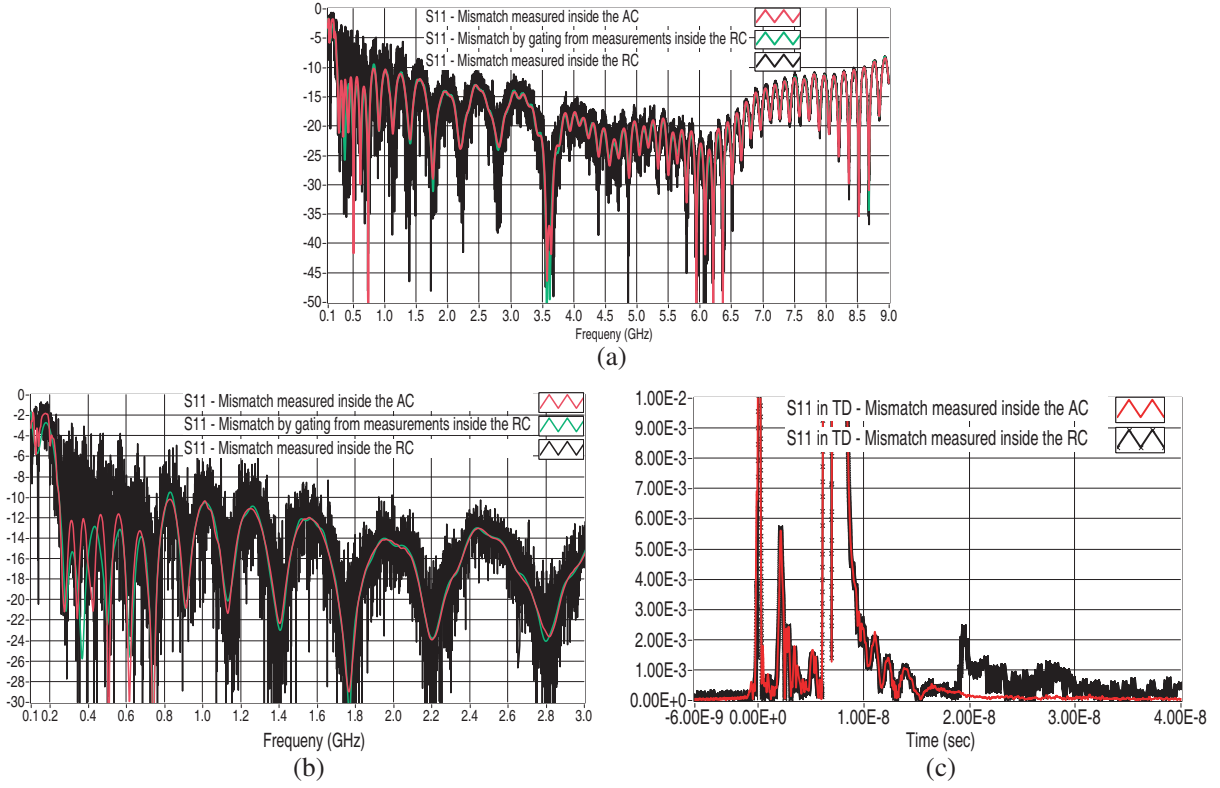 S11 - Mismatch measured inside the AC
S11 - Mismatch by gating from measurements inside the RC
S11 - Mismatch measured inside the RC
0
-5
-10
-15
-20
-25
-30
-35
-40
-45
-50
0.1 0.5 1.0 1.5 2.0 2.5 3.0 3.5 4.0 4.5 5.0 5.5 6.0 6.5 7.0 7.5 8.0 8.5 9.0
Frequeny (GHz)
(a)
S11 - Mismatch measured inside the AC
S11 - Mismatch by gating from measurements inside the RC
S11 - Mismatch measured inside the RC
0
-2
-4
-6
-8
-10
-12
-14
-16
-18
-20
-22
-24
-26
-28
-30
0.1 0.2 0.4 0.6 0.8 1.0 1.2 1.4 1.6 1.8 2.0 2.2 2.4 2.6 2.8 3.0
Frequeny (GHz)
(b)
S11 in TD - Mismatch measured inside the AC
S11 in TD - Mismatch measured inside the RC
1.00E-2
9.00E-3
8.00E-3
7.00E-3
6.00E-3
5.00E-3
4.00E-3
3.00E-3
2.00E-3
1.00E-3
0.00E+0
-6.00E-9 0.00E+0 1.00E-8 2.00E-8 3.00E-8 4.00E-8
Time (sec)
(c)